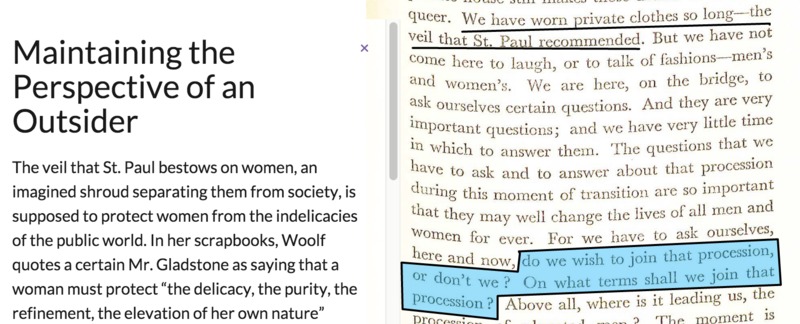 Maintaining the
Perspective of an
Outsider
×
The veil that St. Paul bestows on women, an
imagined shroud separating them from society, is
supposed to protect women from the indelicacies
of the public world. In her scrapbooks, Woolf
quotes a certain Mr. Gladstone as saying that a
woman must protect “the delicacy, the purity, the
refinement, the elevation of her own nature”
queer. We have worn private clothes so long—the
veil that St. Paul recommended. But we have not
come here to laugh, or to talk of fashions—men's
and women's. We are here, on the bridge, to
ask ourselves certain questions. And they are very
important questions; and we have very little time
in which to answer them. The questions that we
have to ask and to answer about that procession
during this moment of transition are so important
that they may well change the lives of all men and
women for ever. For we have to ask ourselves,
here and now, do we wish to join that procession,
or don't we? On what terms shall we join that
procession? Above all, where is it leading us, the
procession ? The moment is